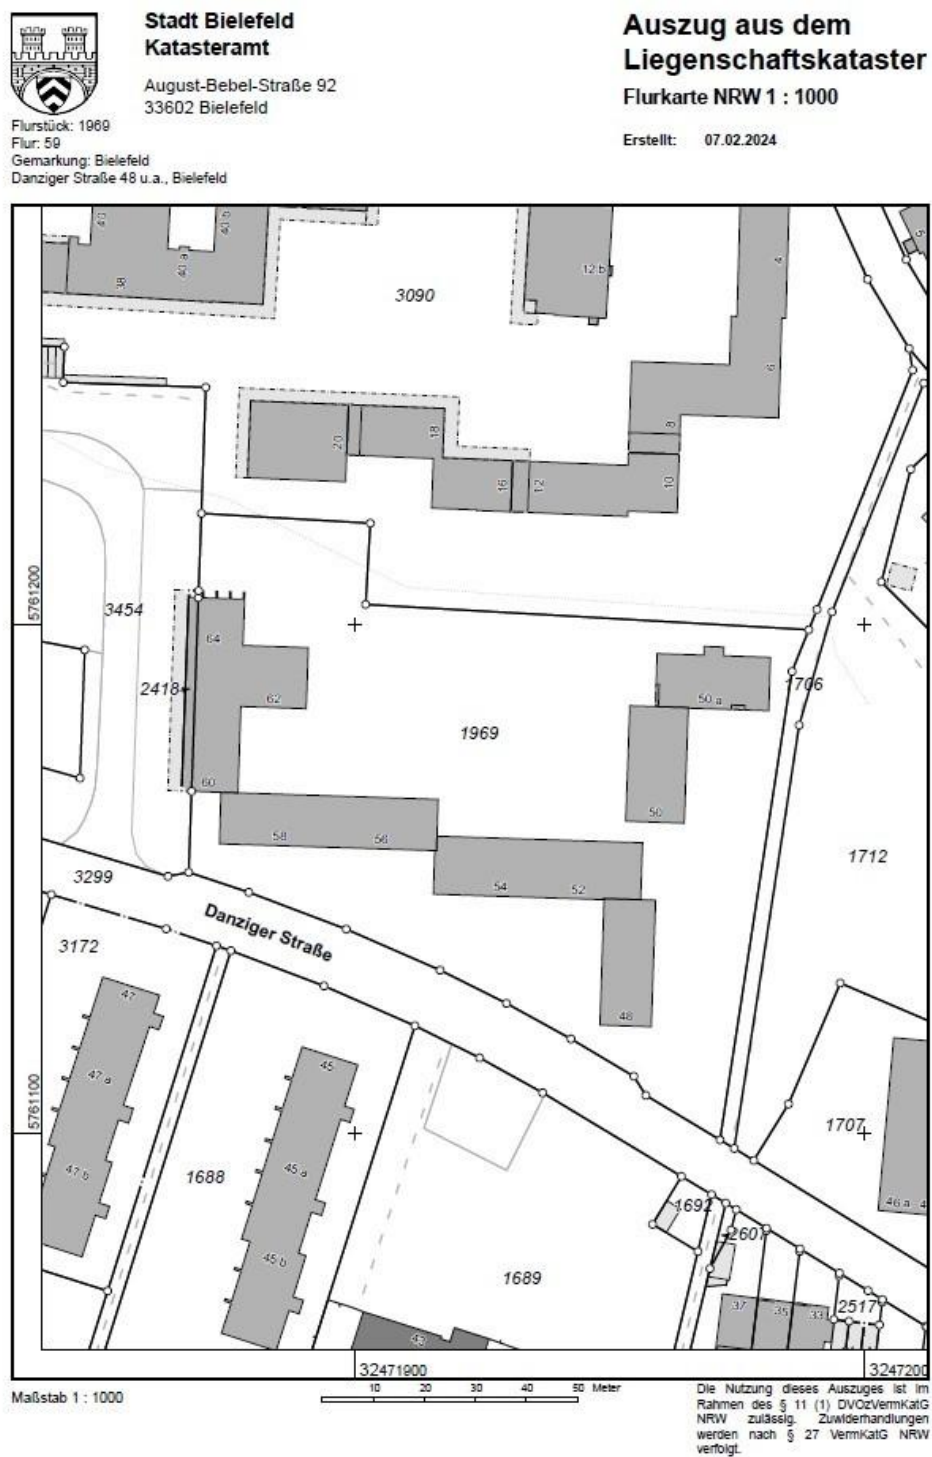 Stadt Bielefeld
Katasteramt
August-Bebel-Straße 92
33602 Bielefeld
Flurstück: 1969
Flur: 59
Gemarkung: Bielefeld
Danziger Straße 48 u.a., Bielefeld
Auszug aus dem
Liegenschaftskataster
Flurkarte NRW 1 : 1000
Erstellt: 07.02.2024
40
40 b
40 a
38
3090
12 b
4
5
6
20
18
8
16
12
10
5761200
3454
64
2418
62
60
1969
50 a
1706
50
58
56
54
52
48
1712
3299
Danziger Straße
3172
47
47 a
47 b
5761100
45
45 a
45 b
1688
1707
46 a
1692
2607
1689
43
37
35
33
2517
32471900
3247200
Maßstab 1 : 1000
10 20 30 40 50 Meter
Die Nutzung dieses Auszuges ist im
Rahmen des § 11 (1) DVOzVermKatG
NRW zulässig. Zuwiderhandlungen
werden nach § 27 VermKatG NRW
verfolgt.